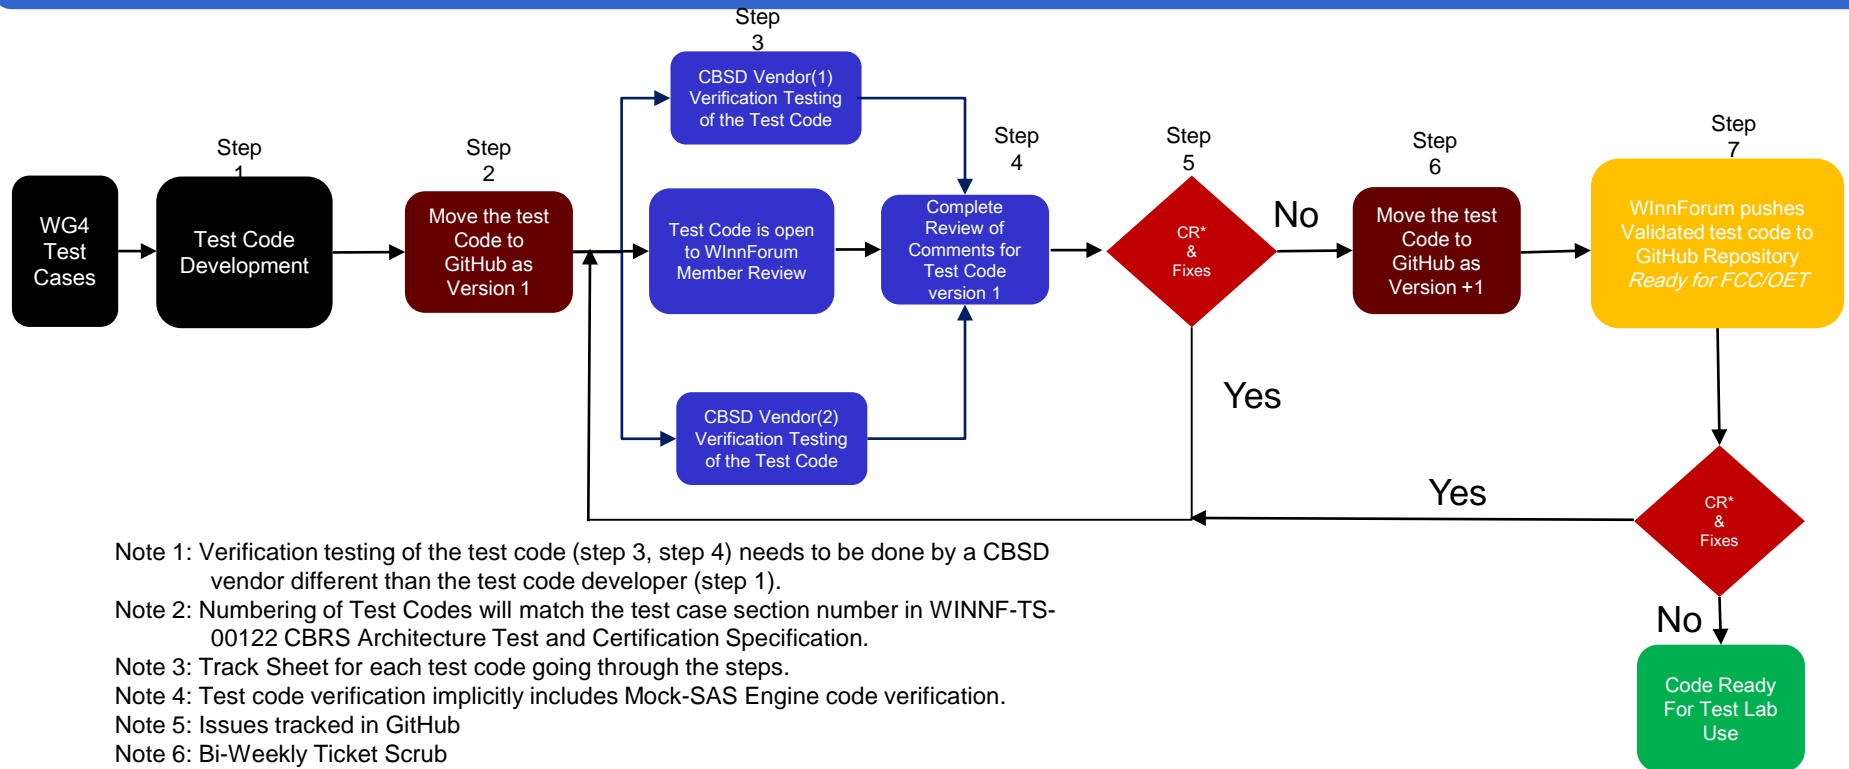 Step
3
CBSD Vendor(1)
Verification Testing
of the Test Code
Step
1
Step
2
Step
4
Step
5
Step
6
Step
7
WG4
Test
Cases
Test Code
Development
Move the test
Code to
GitHub as
Version 1
Test Code is open
to WInnForum
Member Review
Complete
Review of
Comments for
Test Code
version 1
CR*
&
Fixes
No
Move the test
Code to
GitHub as
Version +1
WInnForum pushes
Validated test code to
GitHub Repository
Ready for FCC/OET
Yes
CBSD Vendor(2)
Verification Testing
of the Test Code
Yes
CR*
&
Fixes
No
Code Ready
For Test Lab
Use
Note 1: Verification testing of the test code (step 3, step 4) needs to be done by a CBSD
vendor different than the test code developer (step 1).
Note 2: Numbering of Test Codes will match the test case section number in WINNF-TS-
00122 CBRS Architecture Test and Certification Specification.
Note 3: Track Sheet for each test code going through the steps.
Note 4: Test code verification implicitly includes Mock-SAS Engine code verification.
Note 5: Issues tracked in GitHub
Note 6: Bi-Weekly Ticket Scrub